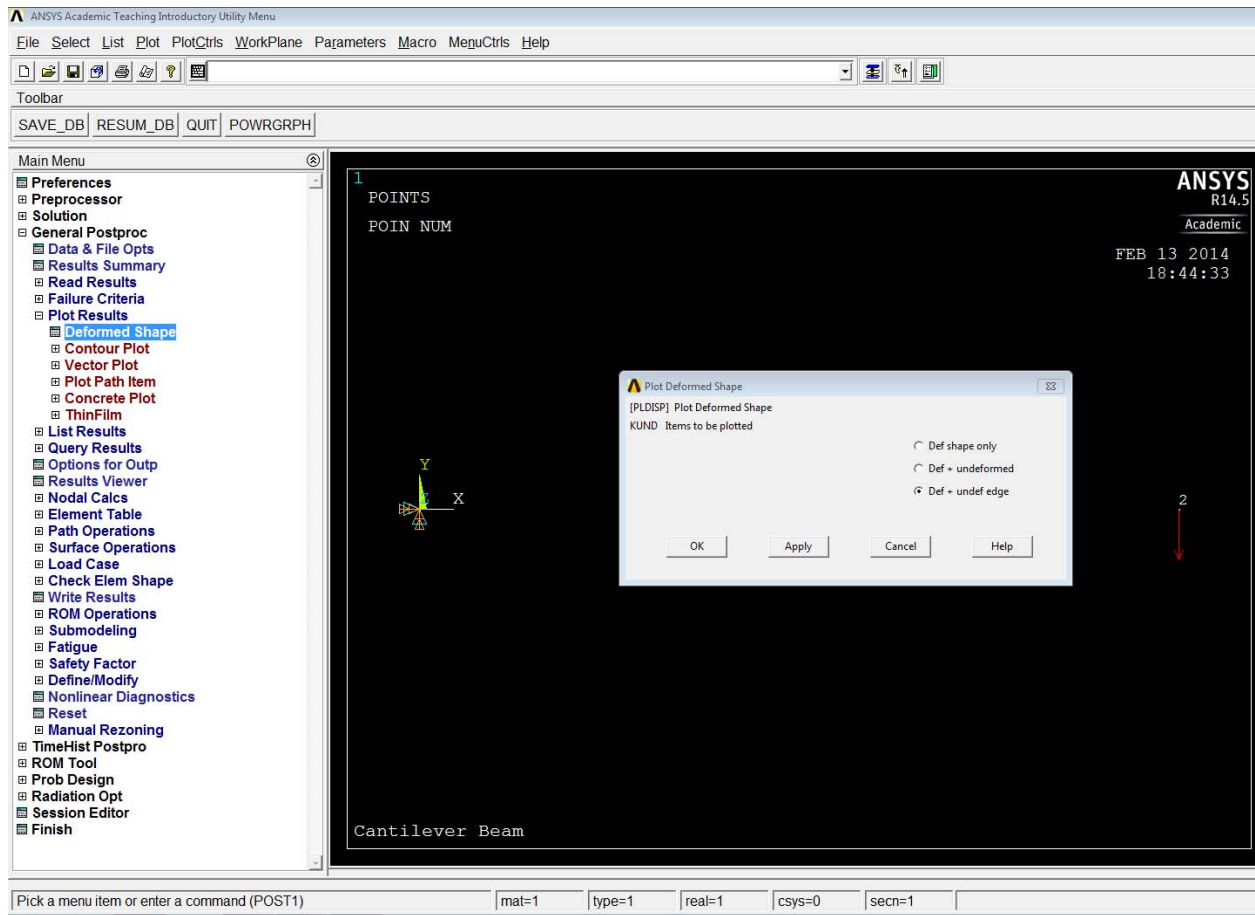 ANSYS Academic Teaching Introductory Utility Menu
File Select List Plot PlotCtrls WorkPlane Parameters Macro MenuCtrls Help
Toolbar
SAVE_DB RESUM_DB QUIT POWRGRPH
Main Menu
Preferences
Preprocessor
Solution
General Postproc
Data & File Opts
Results Summary
Read Results
Failure Criteria
Plot Results
Deformed Shape
Contour Plot
Vector Plot
Plot Path Item
Concrete Plot
ThinFilm
List Results
Query Results
Options for Outp
Results Viewer
Nodal Calcs
Element Table
Path Operations
Surface Operations
Load Case
Check Elem Shape
Write Results
ROM Operations
Submodeling
Fatigue
Safety Factor
Define/Modify
Nonlinear Diagnostics
Reset
Manual Rezoning
TimeHist Postpro
ROM Tool
Prob Design
Radiation Opt
Session Editor
Finish
1
POINTS
POIN NUM
ANSYS
R14.5
Academic
FEB 13 2014
18:44:33
Y
X
2
Plot Deformed Shape
[PLDISP] Plot Deformed Shape
KUND Items to be plotted
Def shape only
Def + undeformed
Def + undef edge
OK Apply Cancel Help
Cantilever Beam
Pick a menu item or enter a command (POST1) mat=1 type=1 real=1 csys=0 secn=1